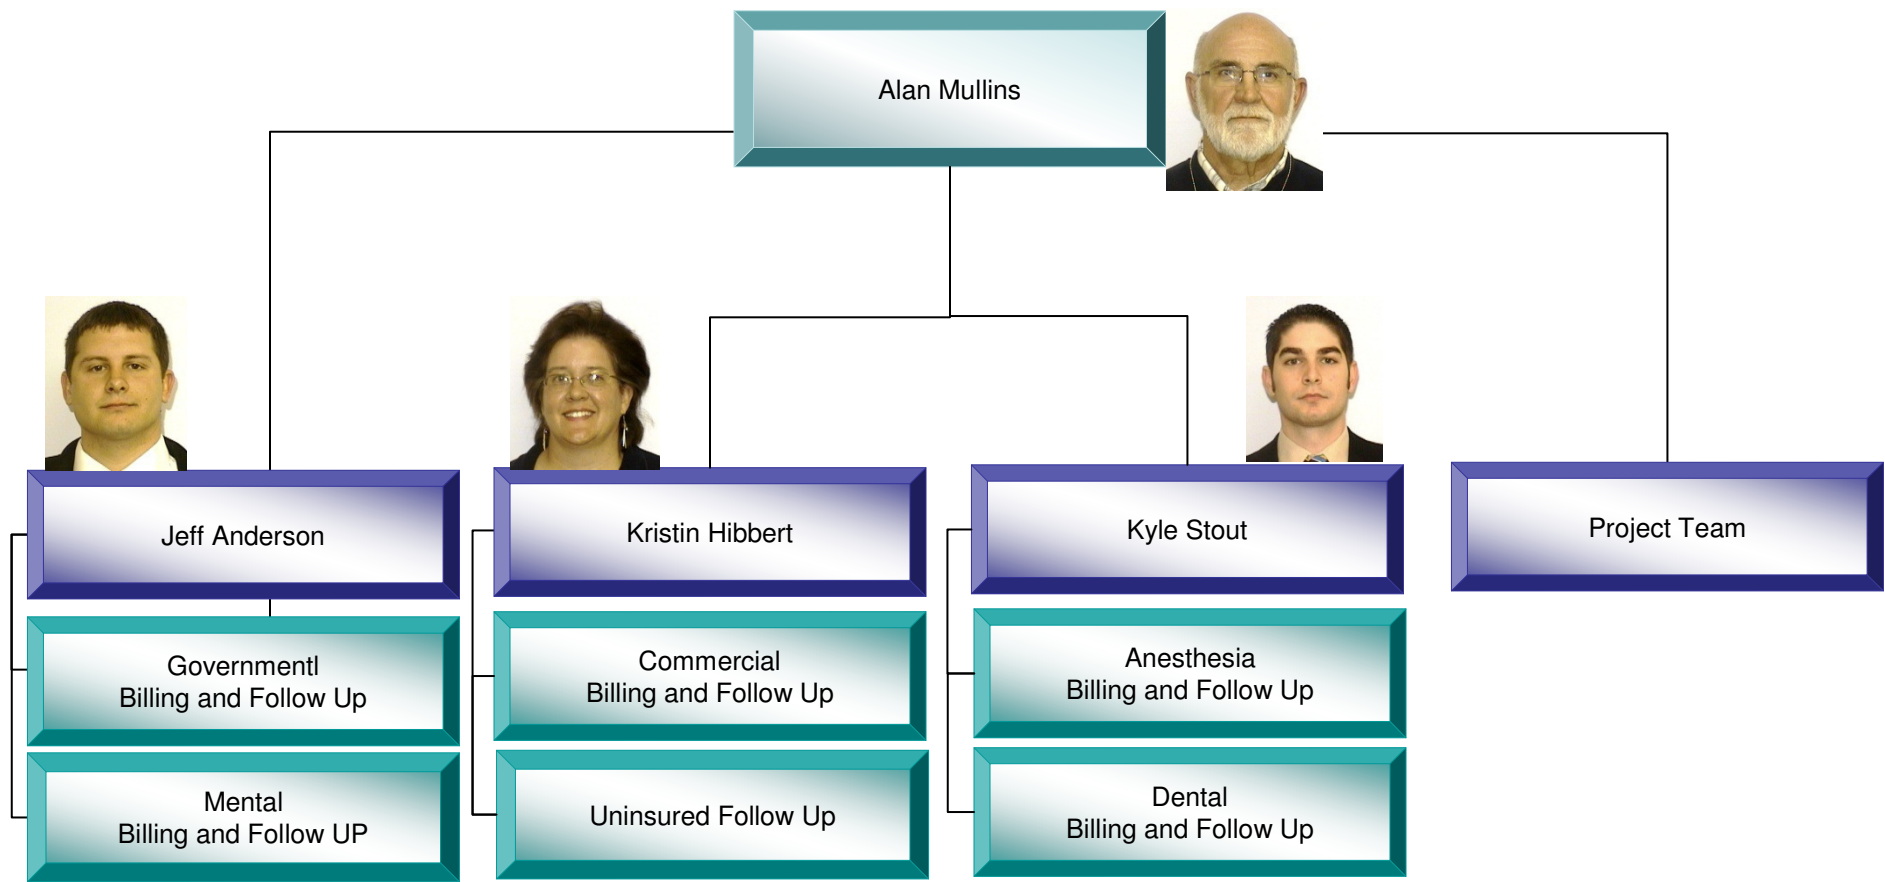 Alan Mullins
Jeff Anderson
Kristin Hibbert
Kyle Stout
Project Team
Governmentl
Billing and Follow Up
Commercial
Billing and Follow Up
Anesthesia
Billing and Follow Up
Mental
Billing and Follow UP
Uninsured Follow Up
Dental
Billing and Follow Up